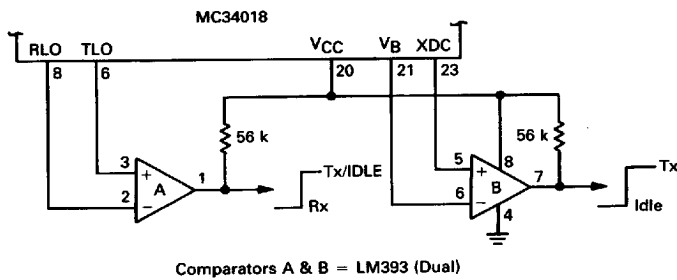 MC34018
RLO TLO VCC VB XDC
8 6 20 21 23
56 k 56 k
3 + A 1
2 −
Tx/IDLE
Rx
5 + B 8 7
6 − 4
Tx
Idle
Comparators A & B = LM393 (Dual)